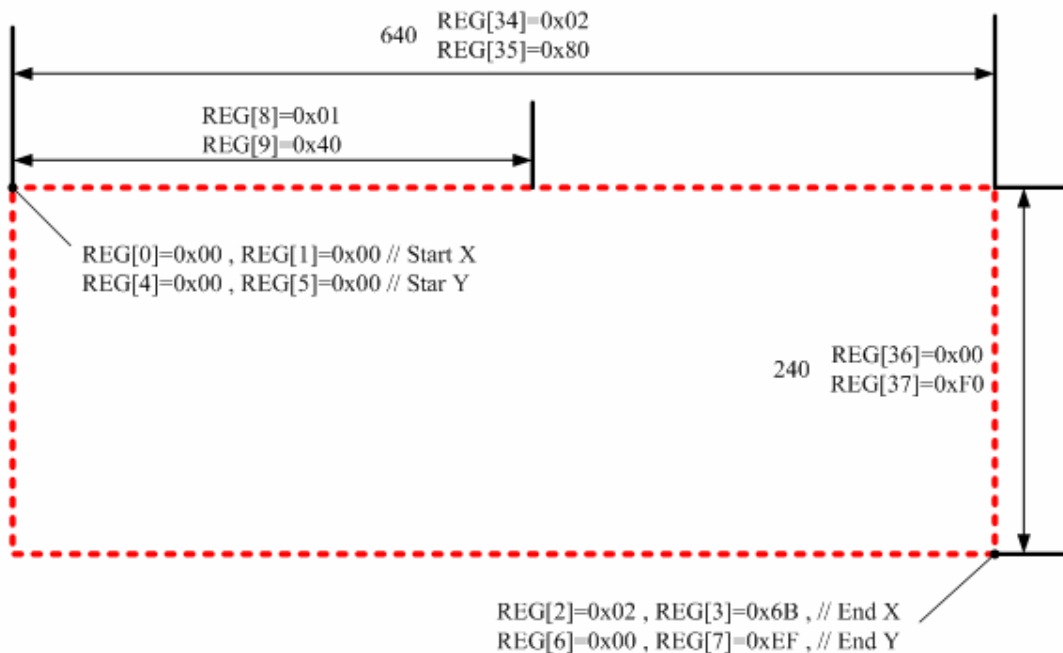 640
REG[34]=0x02
REG[35]=0x80
REG[8]=0x01
REG[9]=0x40
REG[0]=0x00 , REG[1]=0x00 // Start X
REG[4]=0x00 , REG[5]=0x00 // Star Y
240
REG[36]=0x00
REG[37]=0xF0
REG[2]=0x02 , REG[3]=0x6B , // End X
REG[6]=0x00 , REG[7]=0xEF , // End Y